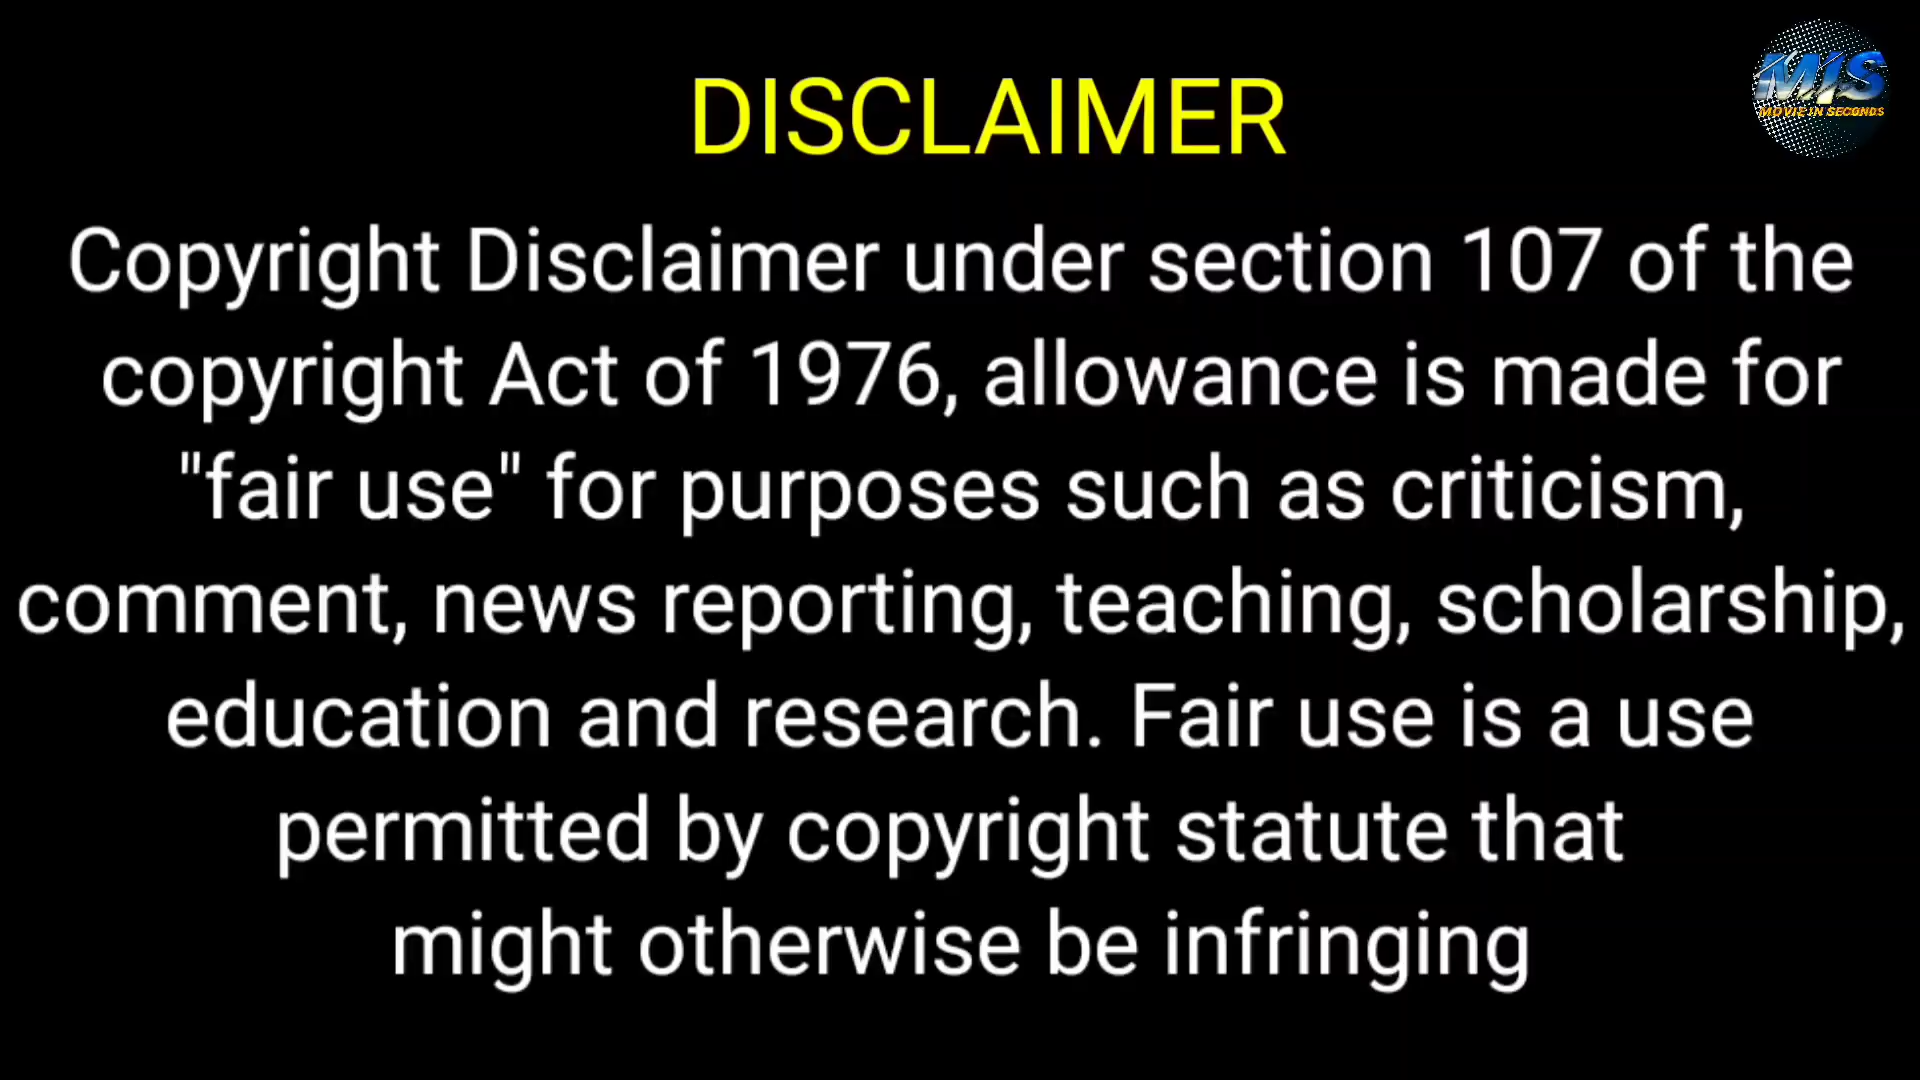 MIS
MOVIE IN SECONDS
DISCLAIMER
Copyright Disclaimer under section 107 of the
copyright Act of 1976, allowance is made for
"fair use" for purposes such as criticism,
comment, news reporting, teaching, scholarship,
education and research. Fair use is a use
permitted by copyright statute that
might otherwise be infringing